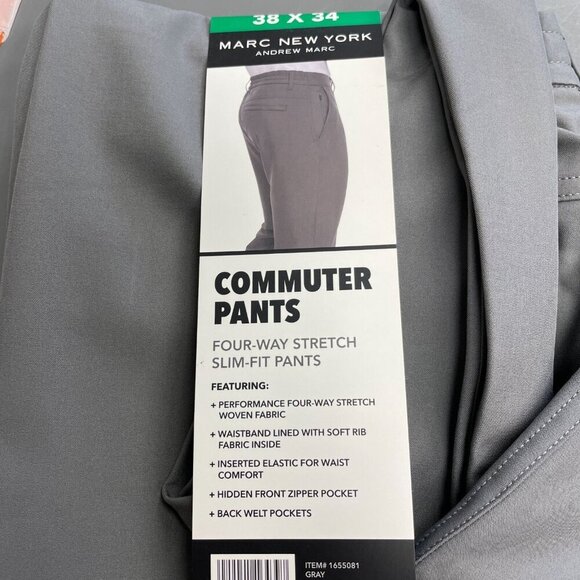 38 X 34
MARC NEW YORK
ANDREW MARC
COMMUTER
PANTS
FOUR-WAY STRETCH
SLIM-FIT PANTS
FEATURING:
+ PERFORMANCE FOUR-WAY STRETCH
WOVEN FABRIC
+ WAISTBAND LINED WITH SOFT RIB
FABRIC INSIDE
+ INSERTED ELASTIC FOR WAIST
COMFORT
+ HIDDEN FRONT ZIPPER POCKET
+ BACK WELT POCKETS
ITEM# 1655081
GRAY